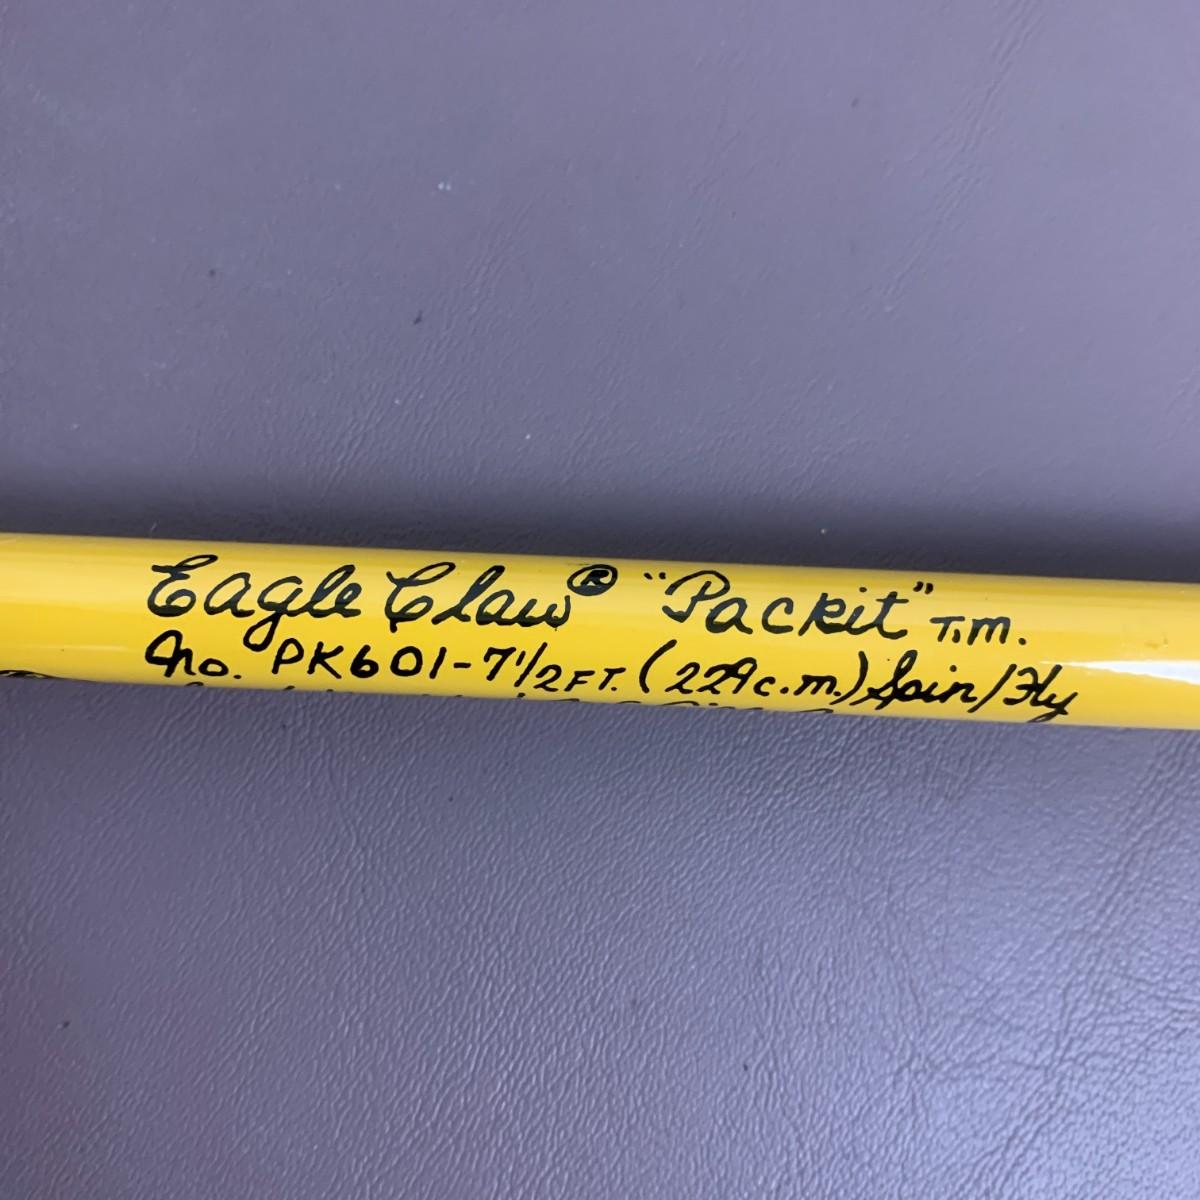 Eagle Claw® "Packit" T.M.
No. PK601-7 1/2 FT. (229c.m.) Spin/Fly